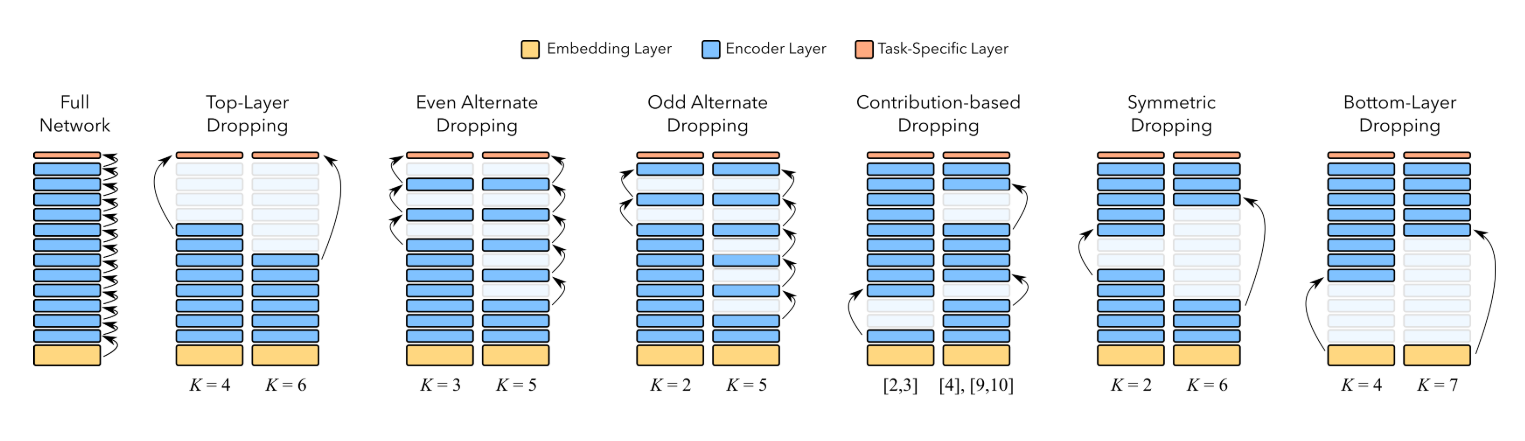 Embedding Layer
Encoder Layer
Task-Specific Layer
Full
Network
Top-Layer
Dropping
Even Alternate
Dropping
Odd Alternate
Dropping
Contribution-based
Dropping
Symmetric
Dropping
Bottom-Layer
Dropping
K = 4
K = 6
K = 3
K = 5
K = 2
K = 5
[2,3]
[4], [9,10]
K = 2
K = 6
K = 4
K = 7